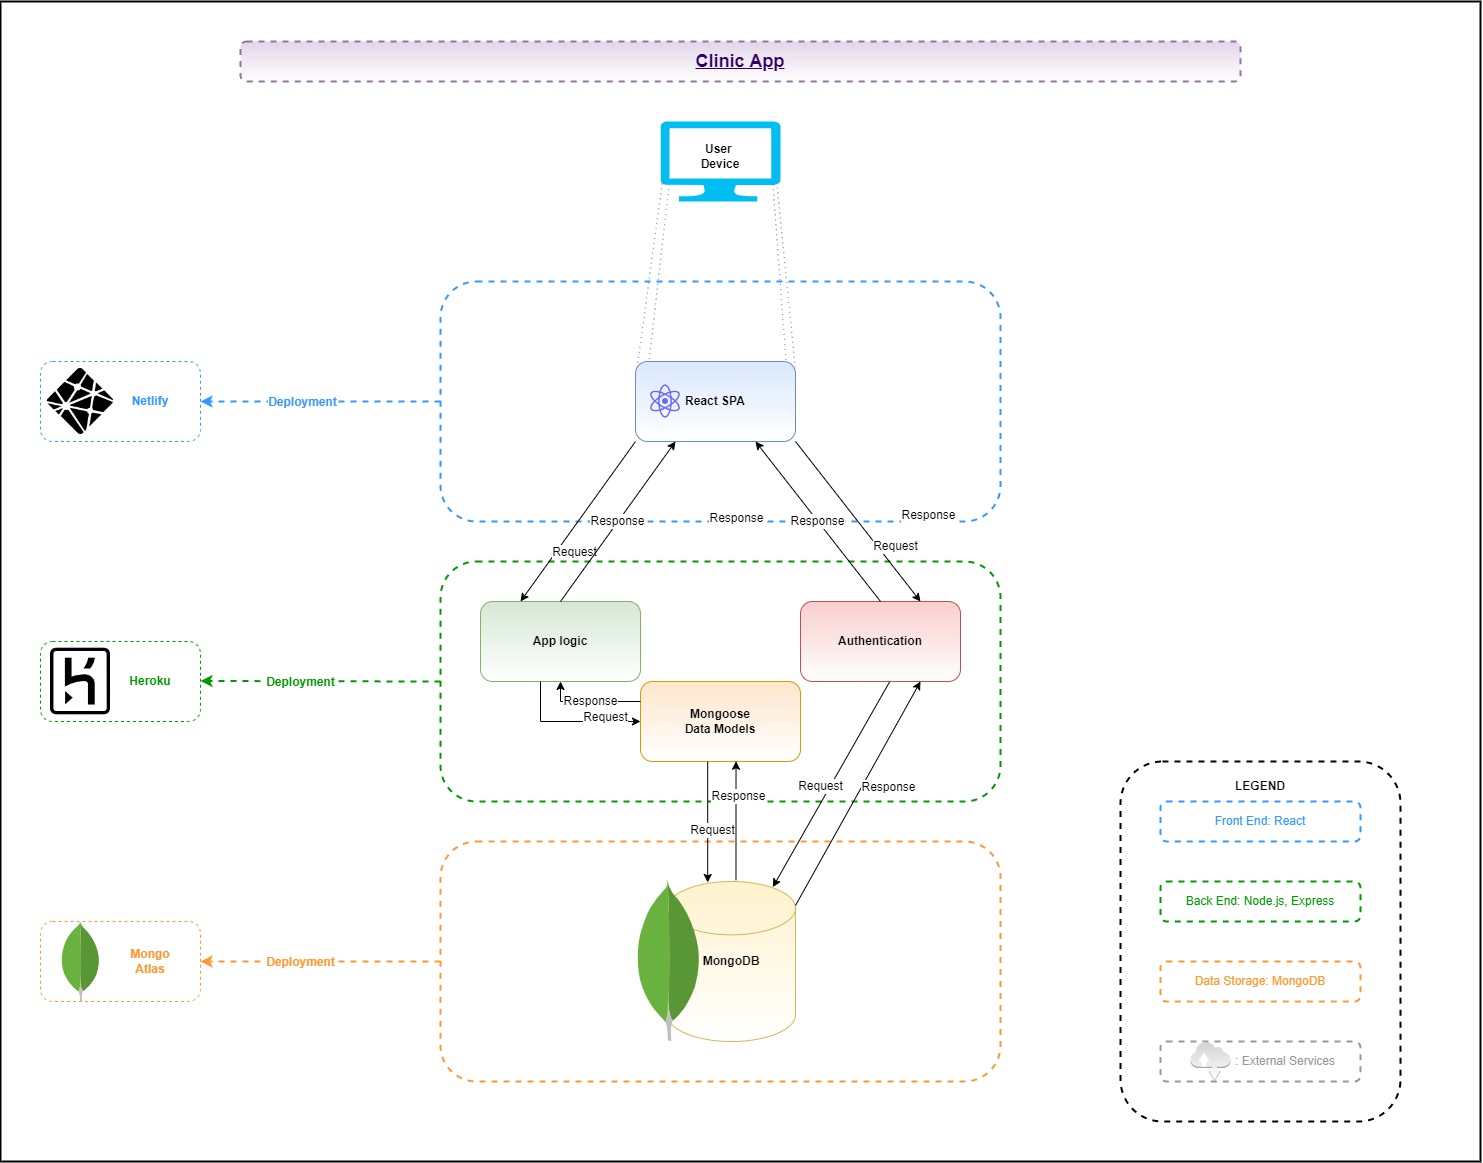 Clinic App
User
Device
Netlify
Deployment
React SPA
Response
Response
Response
Response
Request
Request
App logic
Authentication
Heroku
Deployment
Response
Request
Mongoose
Data Models
Request
Response
Response
Request
LEGEND
Front End: React
Back End: Node.js, Express
Data Storage: MongoDB
: External Services
Mongo
Atlas
Deployment
MongoDB